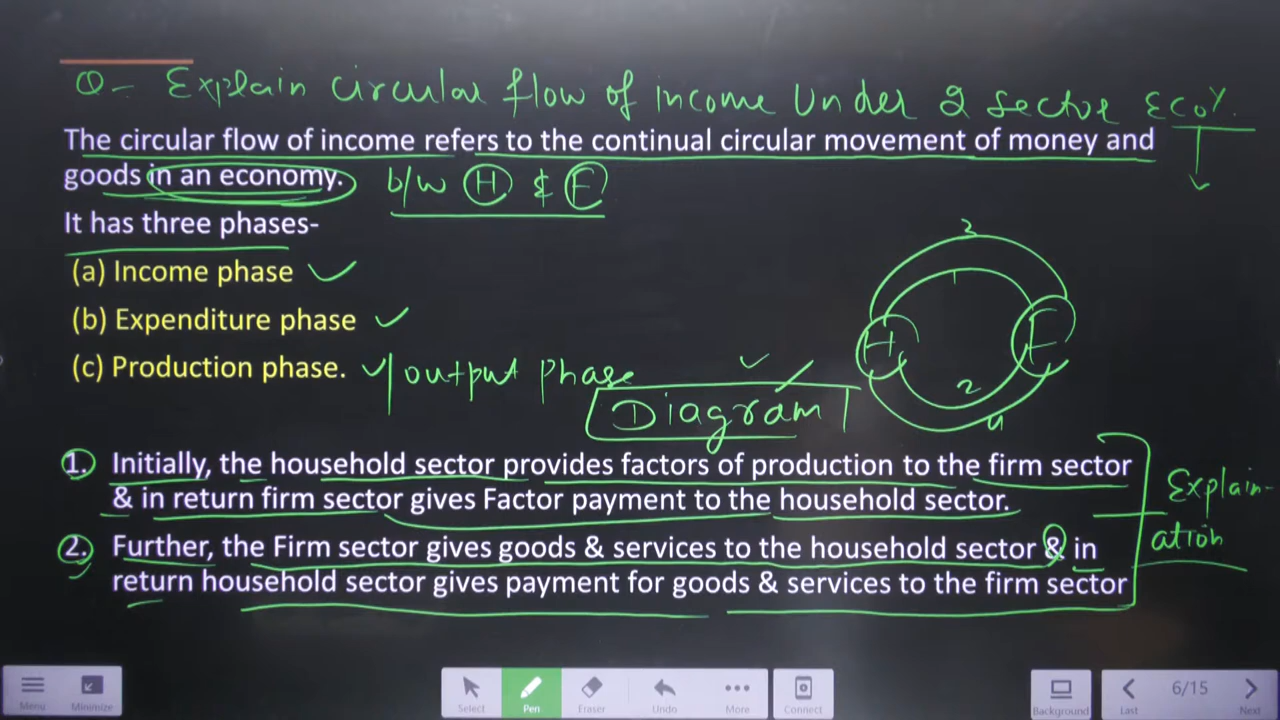 Q- Explain circular flow of income Under 2 sector Ecoy.
The circular flow of income refers to the continual circular movement of money and
goods in an economy. b/w H & F
It has three phases-
(a) Income phase
(b) Expenditure phase
(c) Production phase. / output phase
Diagram
3
1
H
F
2
4
1. Initially, the household sector provides factors of production to the firm sector
& in return firm sector gives Factor payment to the household sector.
2. Further, the Firm sector gives goods & services to the household sector & in
return household sector gives payment for goods & services to the firm sector
Explain-
ation
Menu
Minimize
Select
Pen
Eraser
Undo
More
Connect
Background
Last
6/15
Next